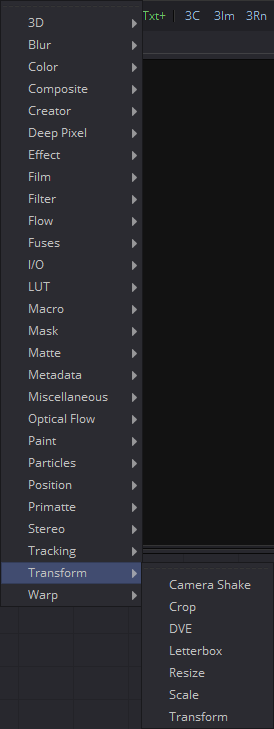 Txt+ 3C 3Im 3Rn
3D
Blur
Color
Composite
Creator
Deep Pixel
Effect
Film
Filter
Flow
Fuses
I/O
LUT
Macro
Mask
Matte
Metadata
Miscellaneous
Optical Flow
Paint
Particles
Position
Primatte
Stereo
Tracking
Transform
Warp
Camera Shake
Crop
DVE
Letterbox
Resize
Scale
Transform